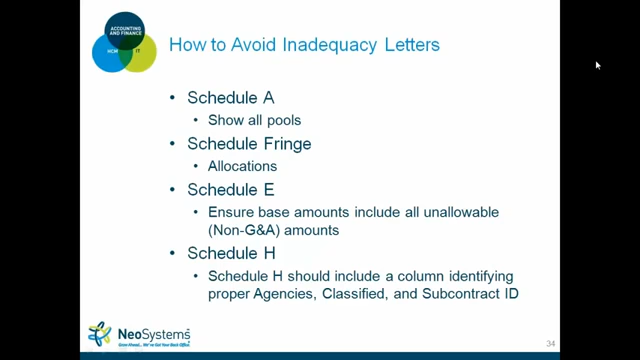 ACCOUNTING
AND FINANCE
HCM
IT
How to Avoid Inadequacy Letters
• Schedule A
• Show all pools
• Schedule Fringe
• Allocations
• Schedule E
• Ensure base amounts include all unallowable
(Non-G&A) amounts
• Schedule H
• Schedule H should include a column identifying
proper Agencies, Classified, and Subcontract ID
NeoSystems
Grow Ahead... We've Got Your Back Office.
34